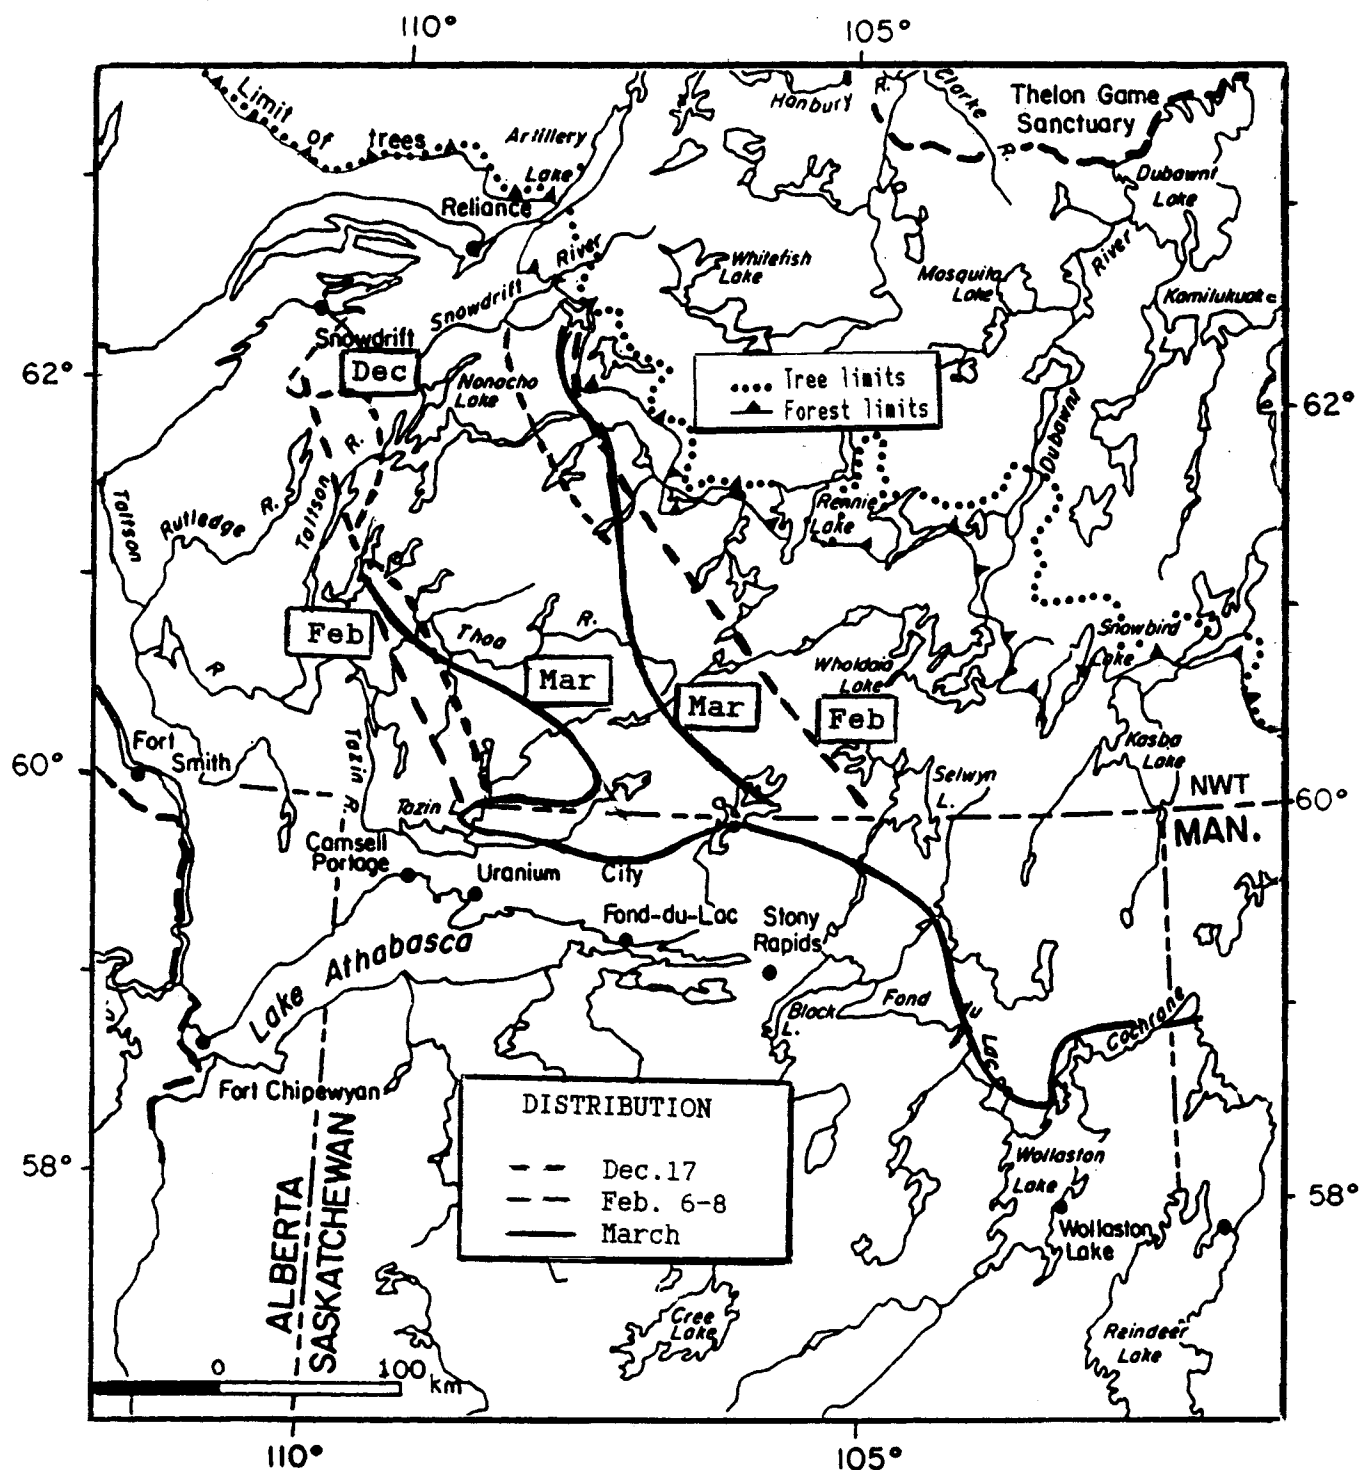 110°
105°
Limit
of
trees
Artillery
Lake
Hanbury
R.
Clarke
R.
Thelon Game
Sanctuary
Dubawnt
Lake
Reliance
River
Snowdrift
Whitefish
Lake
Mosquito
Lake
River
Kamilukuak
Snowdrift
62°
Dec
Nonacho
Lake
Tree limits
Forest limits
62°
Dubawnt
R.
Taltson
Rutledge
R.
Taltson
Rennie
Lake
Feb
Thoa
R.
Snowbird
Lake
R
Mar
Wholdaia
Lake
Mar
Feb
Fort
Smith
60°
Tazin
R.
Tazin
Kasba
Lake
Selwyn
L.
NWT
60°
MAN.
Camsell
Portage
Uranium City
Fond-du-Lac
Stony
Rapids
Lake Athabasca
Black
L.
Fond
du
Lac
Cochrane
Fort Chipewyan
DISTRIBUTION
Dec.17
Feb. 6-8
March
58°
Wollaston
Lake
58°
Wollaston
Lake
ALBERTA
SASKATCHEWAN
Cree
Lake
Reindeer
Lake
0
100
km
110°
105°